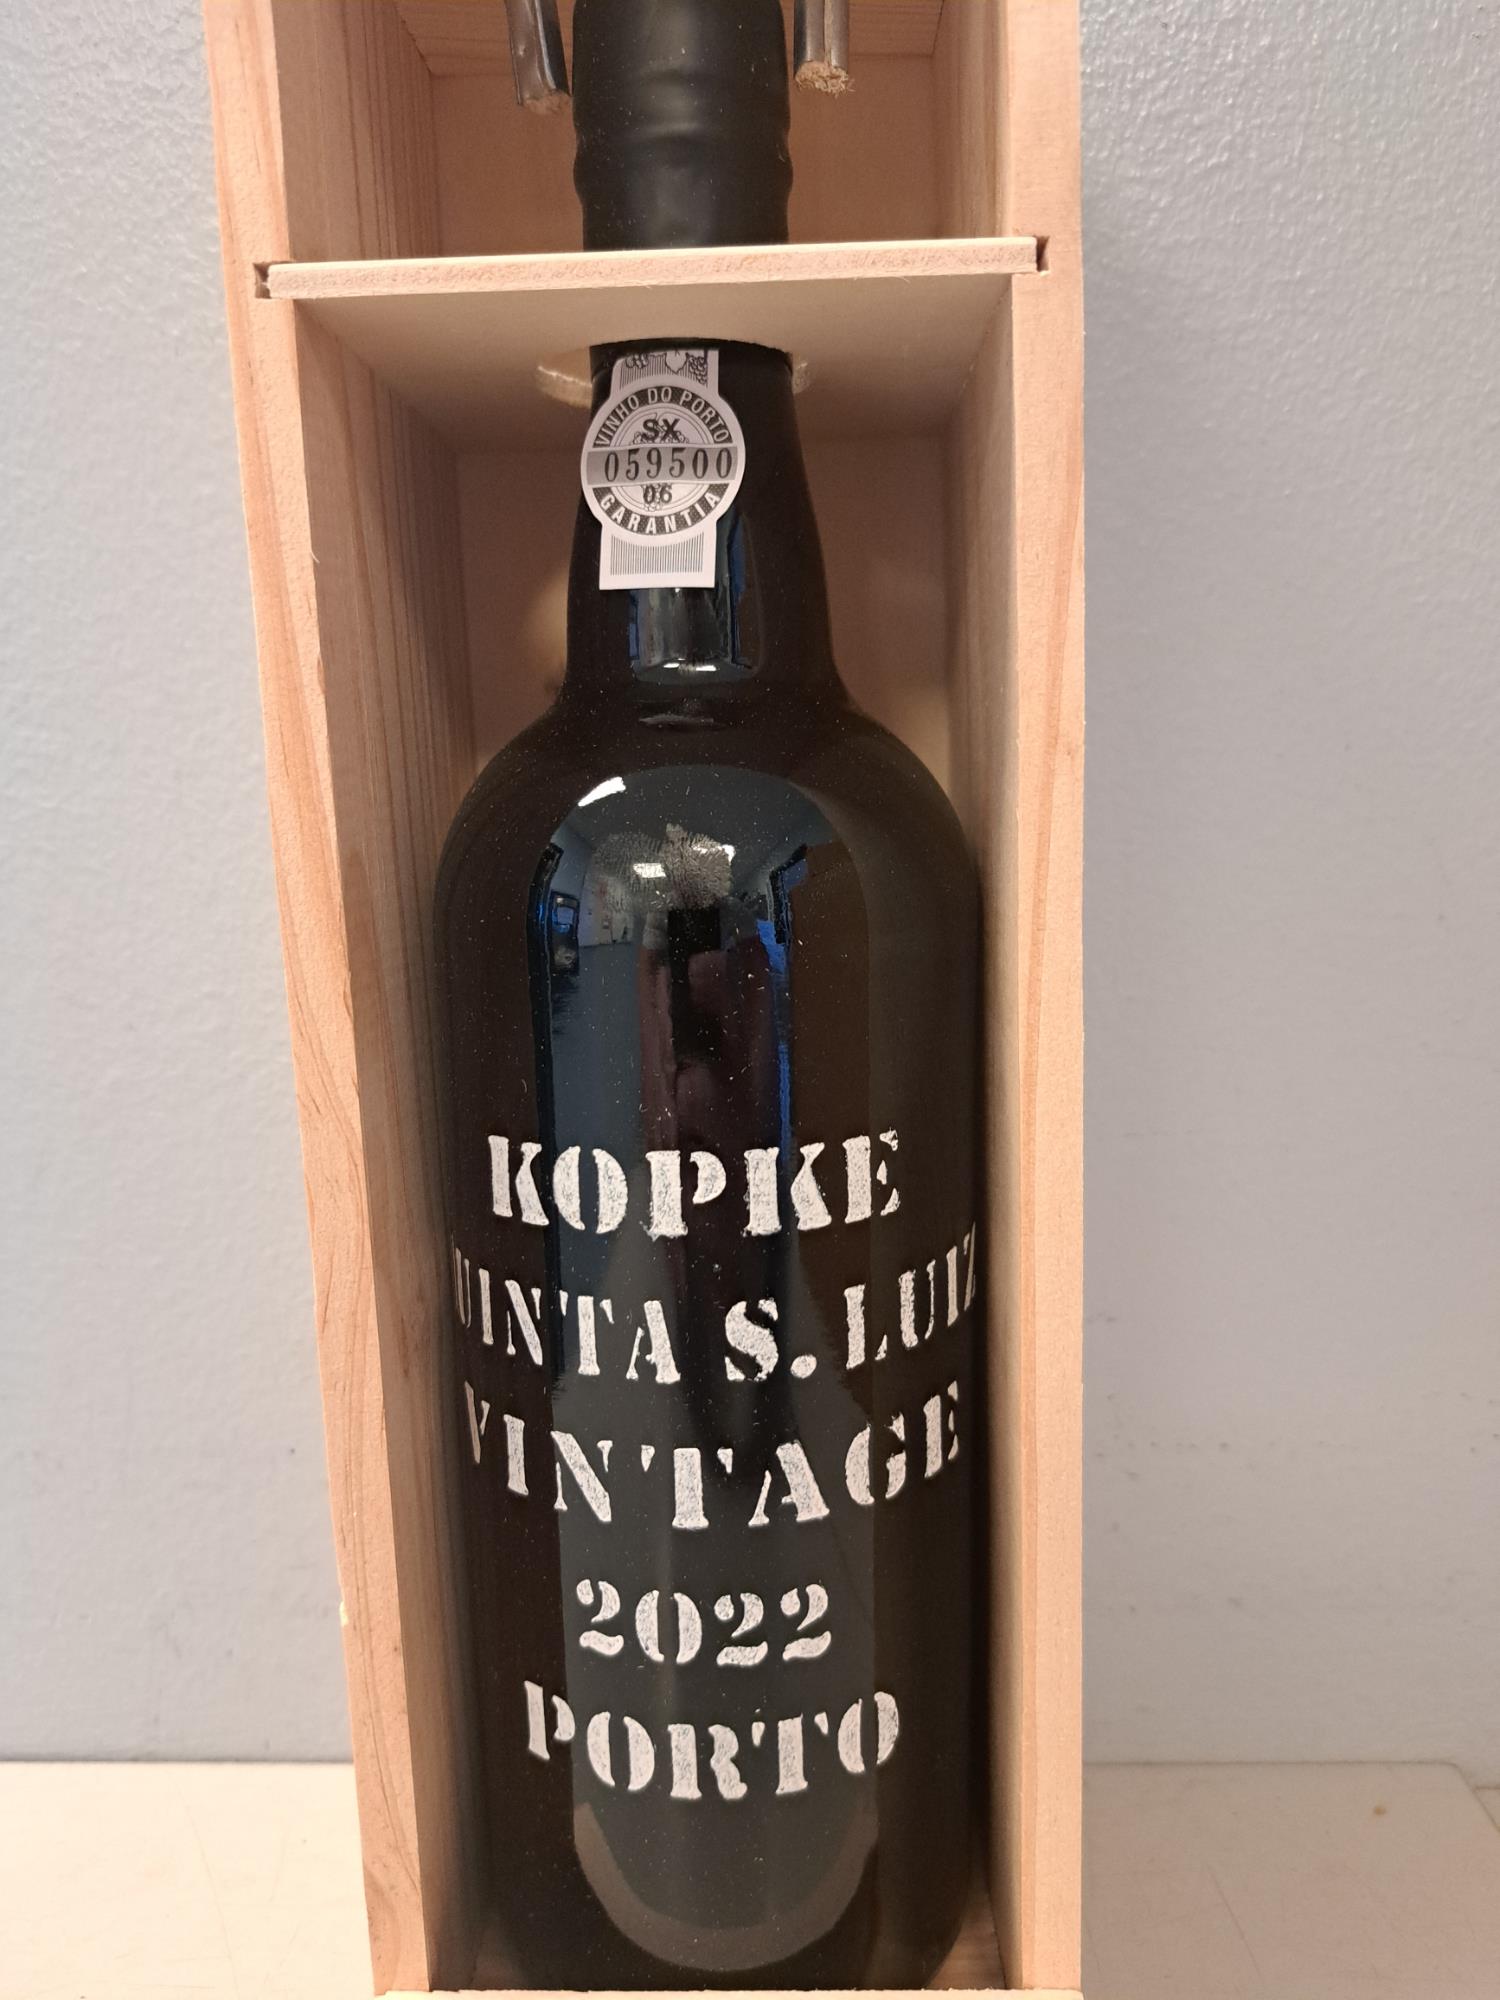 VINHO DO PORTO
SX
059500
06
GARANTIA
KOPKE
UINTA S. LUIZ
VINTAGE
2022
PORTO